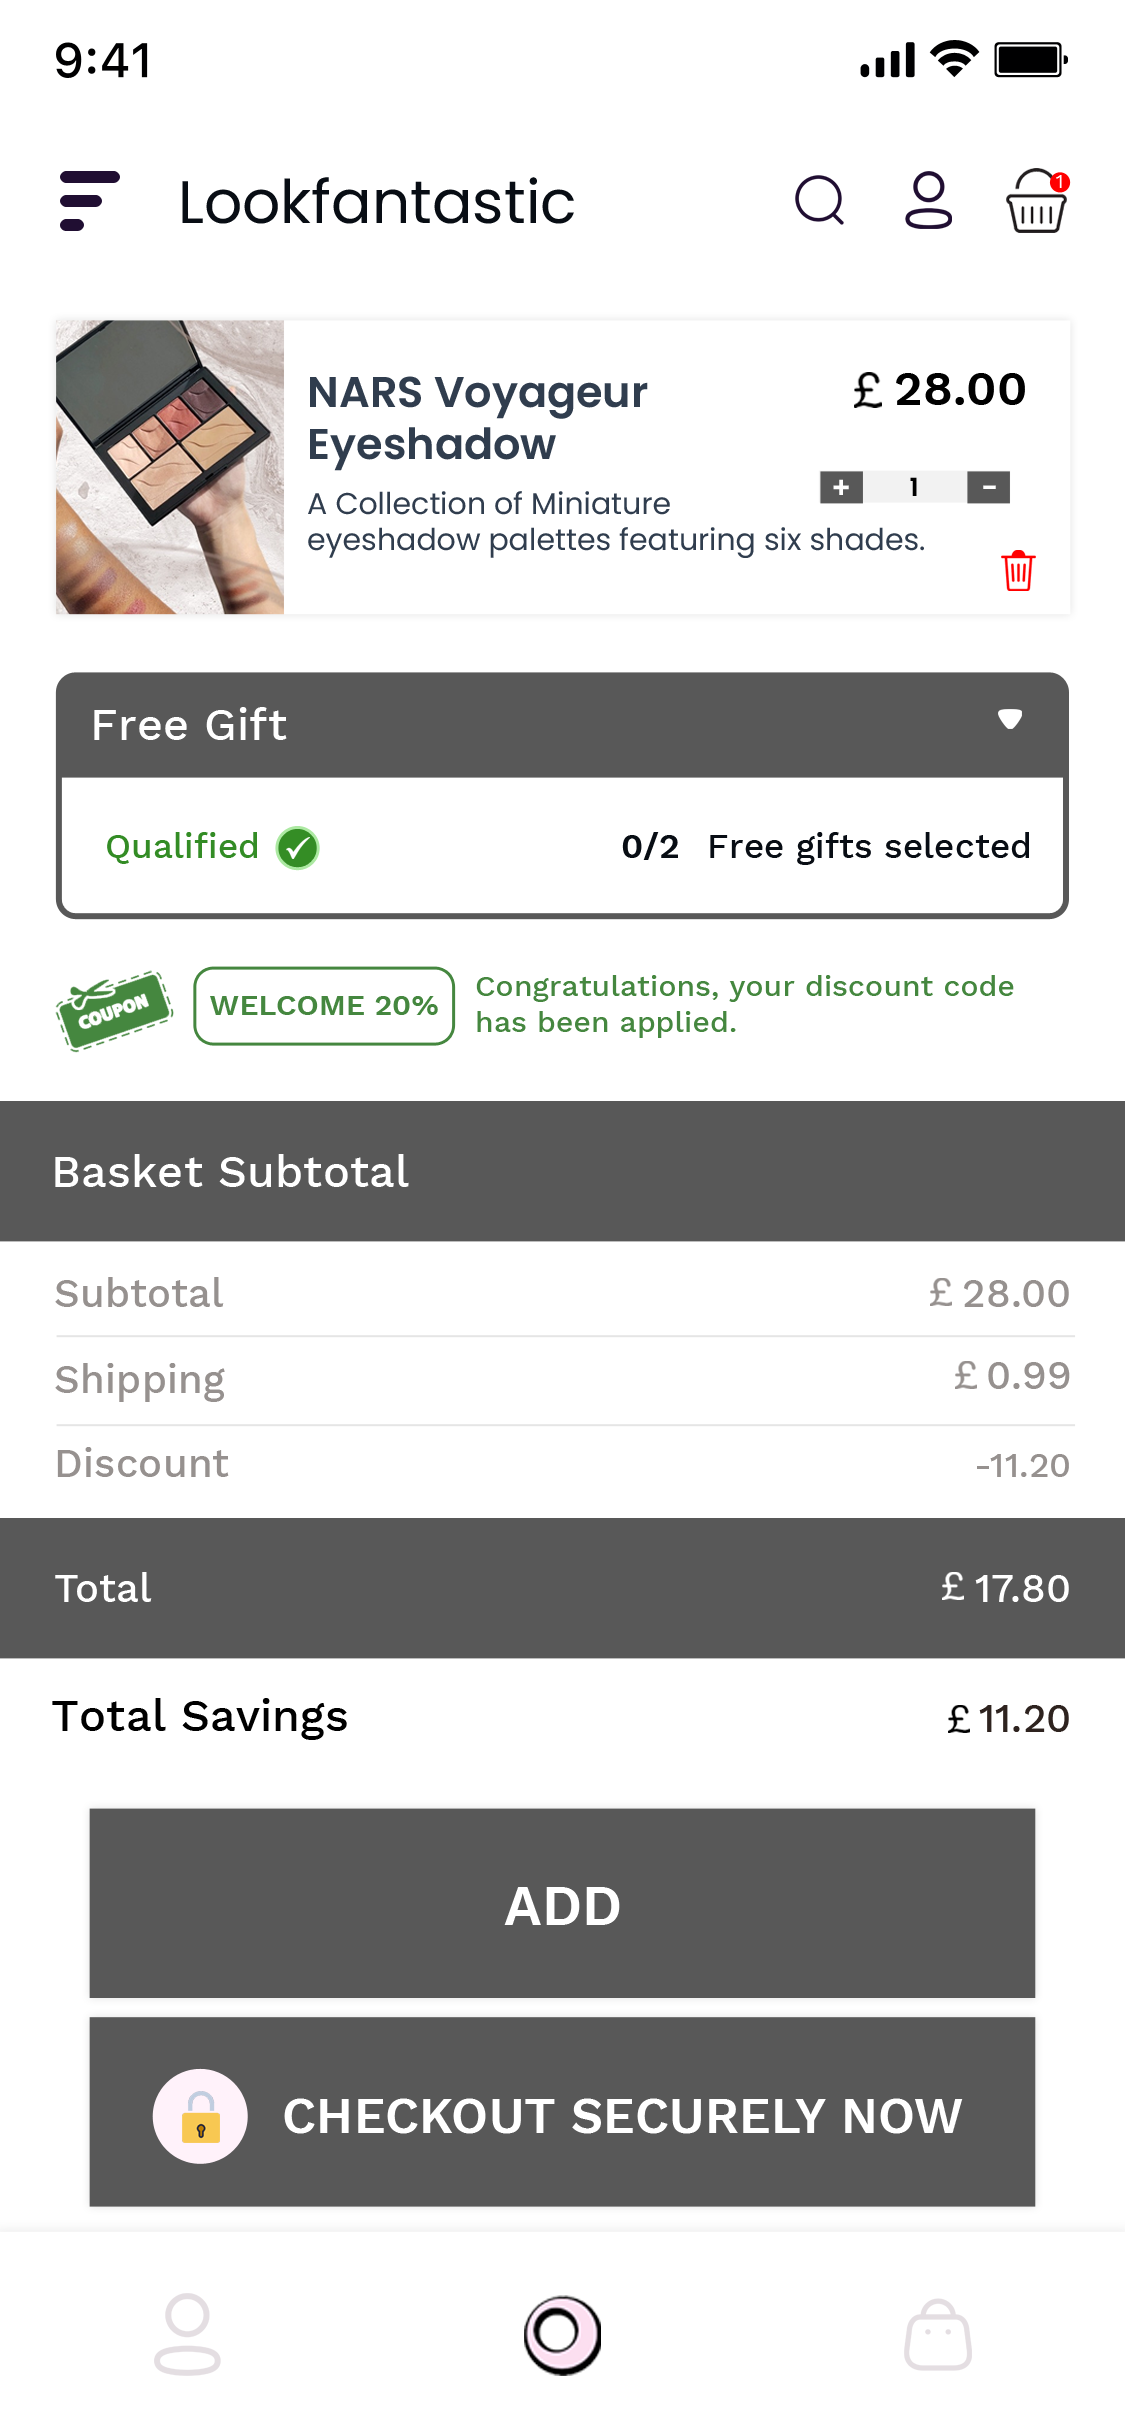 9:41
Lookfantastic
1
NARS Voyageur
Eyeshadow
£ 28.00
+ 1 -
A Collection of Miniature
eyeshadow palettes featuring six shades.
Free Gift
Qualified
0/2 Free gifts selected
COUPON
WELCOME 20%
Congratulations, your discount code
has been applied.
Basket Subtotal
Subtotal £ 28.00
Shipping £ 0.99
Discount -11.20
Total £ 17.80
Total Savings £ 11.20
ADD
CHECKOUT SECURELY NOW